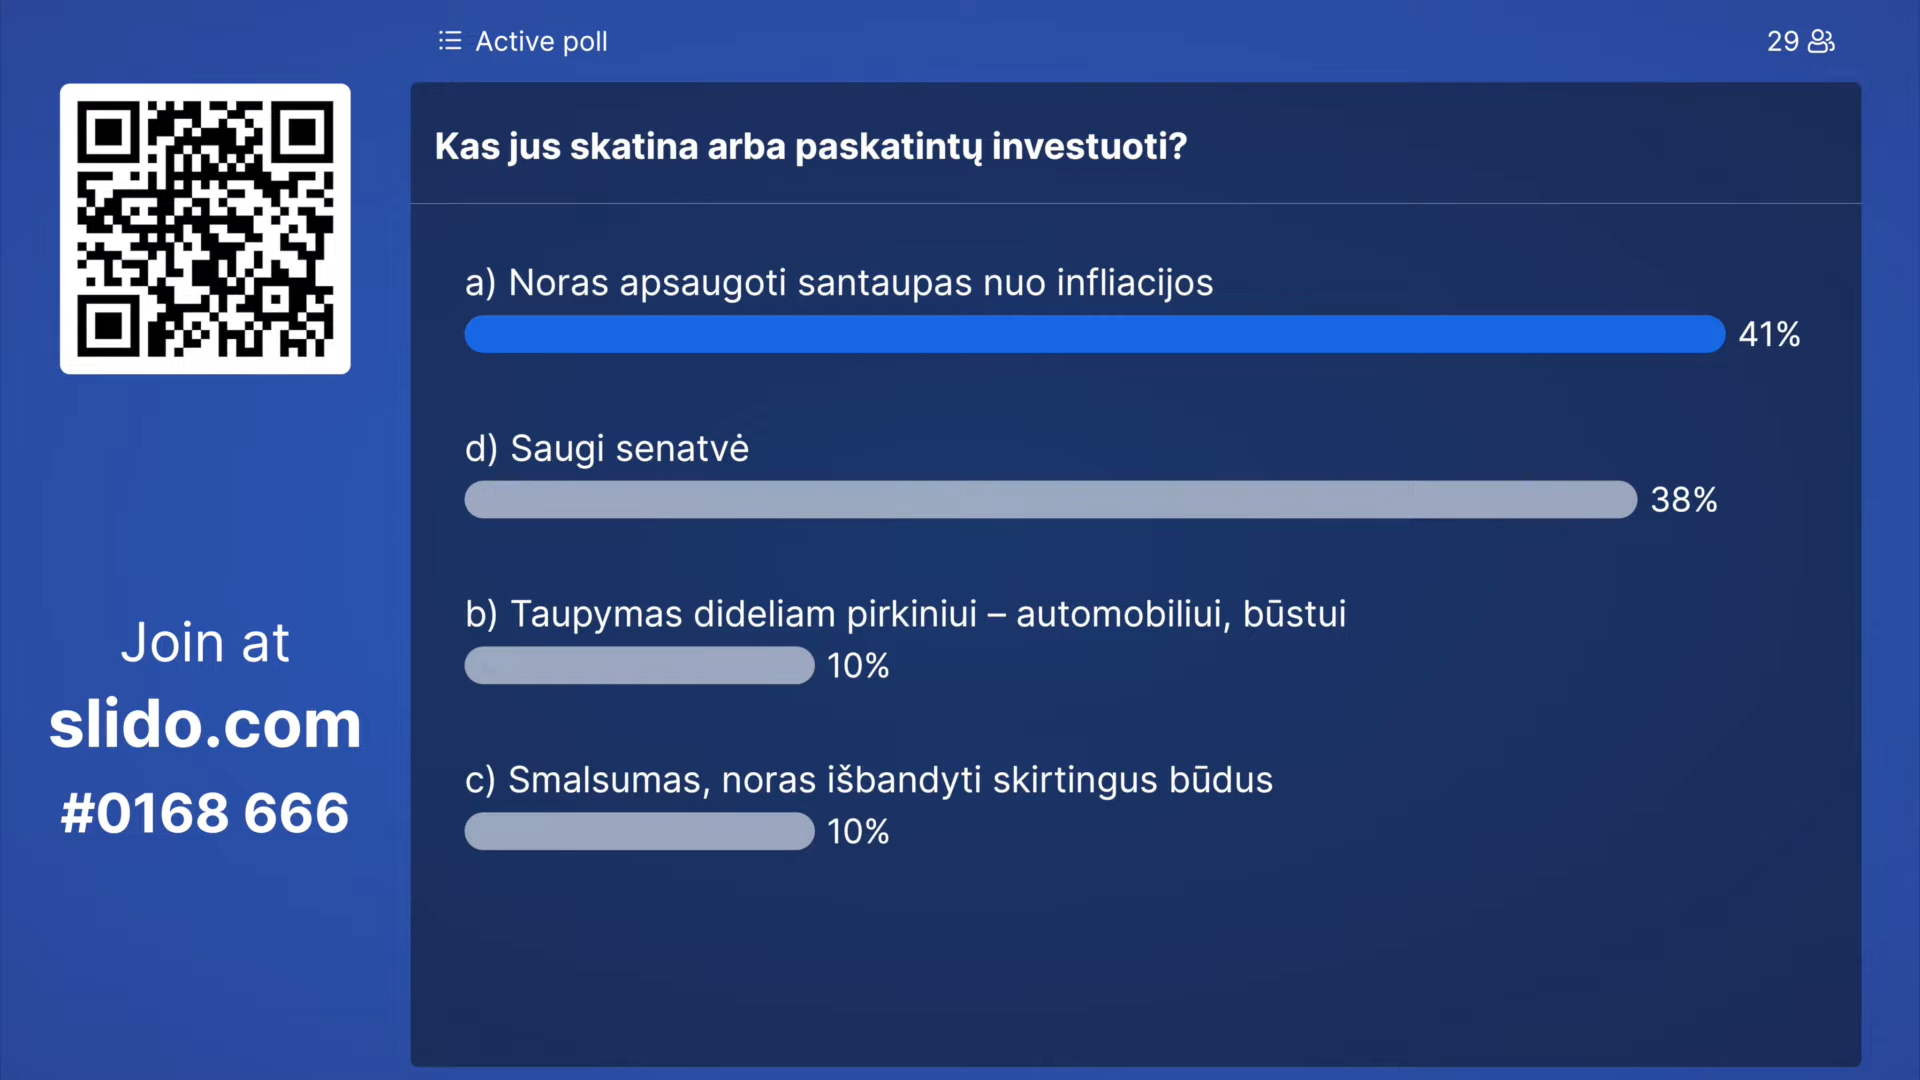 Active poll
29
Kas jus skatina arba paskatintų investuoti?
a) Noras apsaugoti santaupas nuo infliacijos
41%
d) Saugi senatvė
38%
b) Taupymas dideliam pirkiniui – automobiliui, būstui
10%
c) Smalsumas, noras išbandyti skirtingus būdus
10%
Join at
slido.com
#0168 666